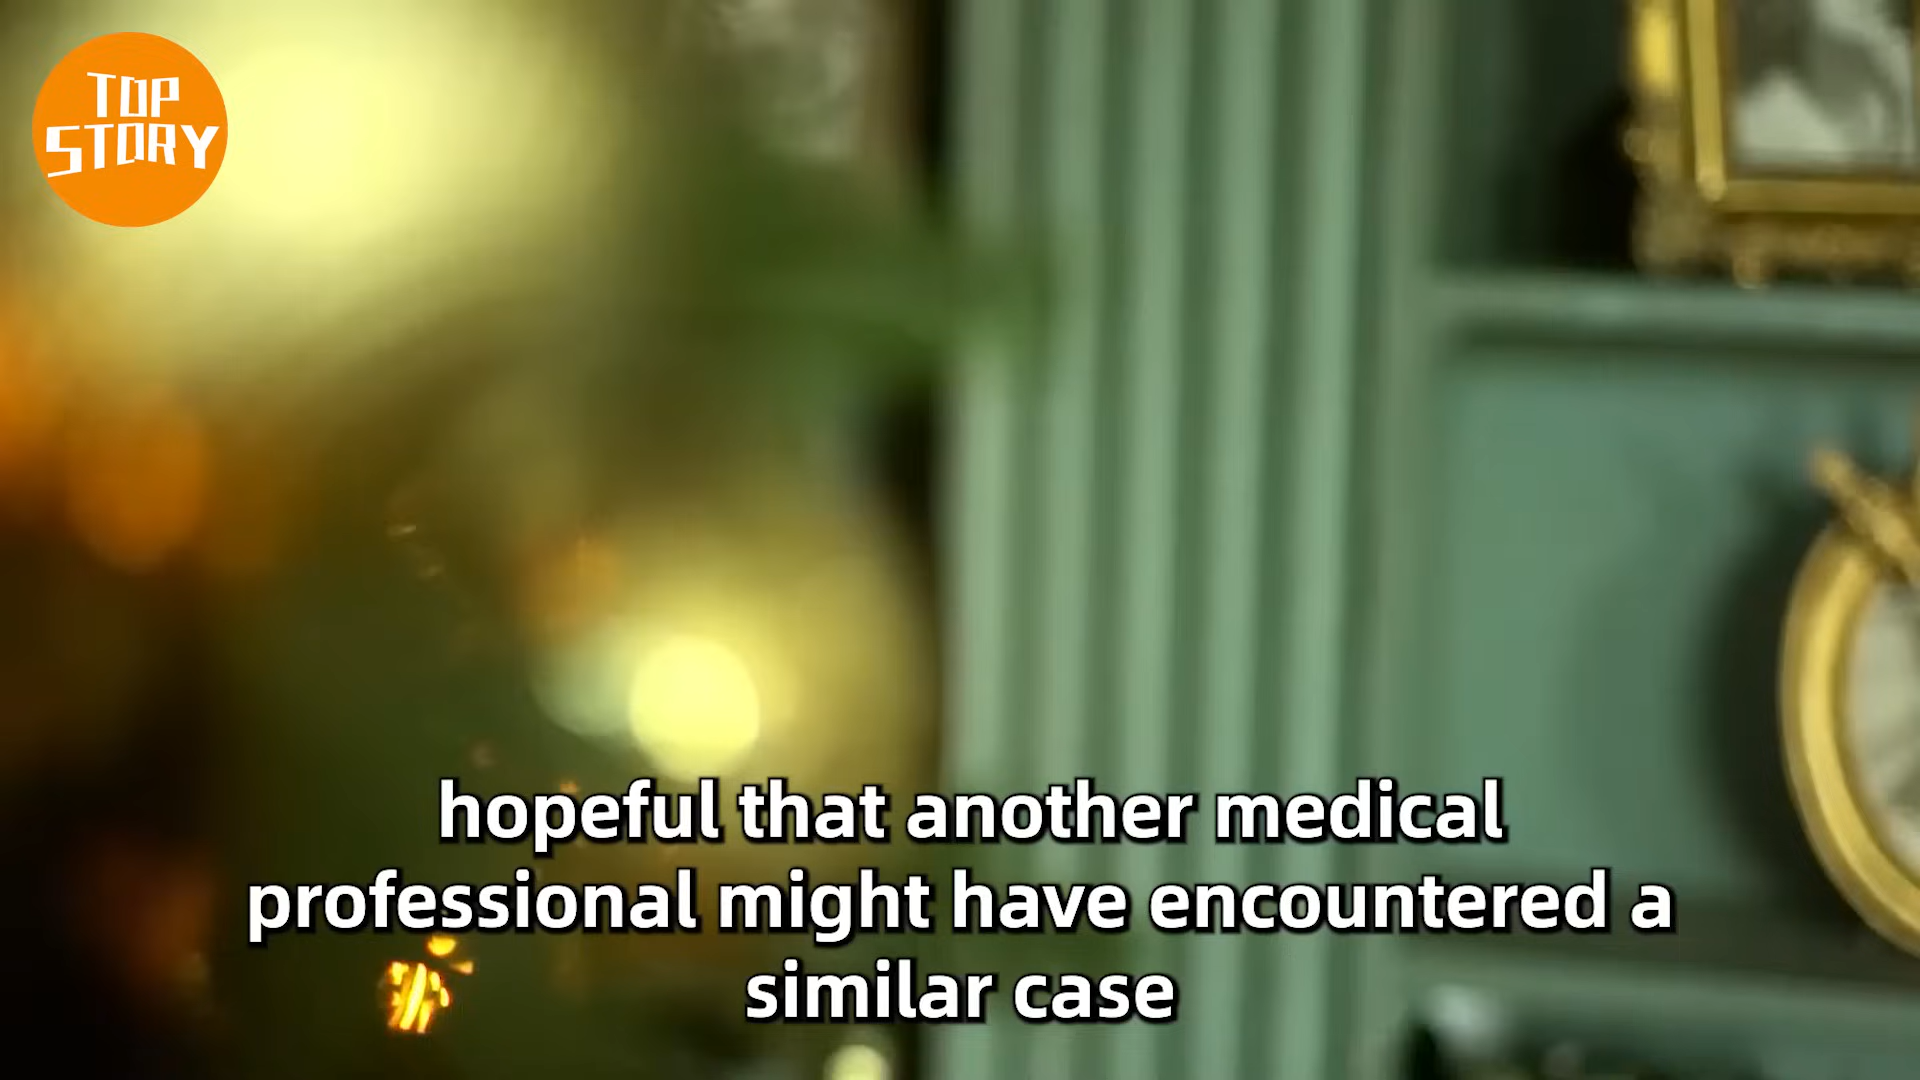 TOP
STORY
hopeful that another medical
professional might have encountered a
similar case